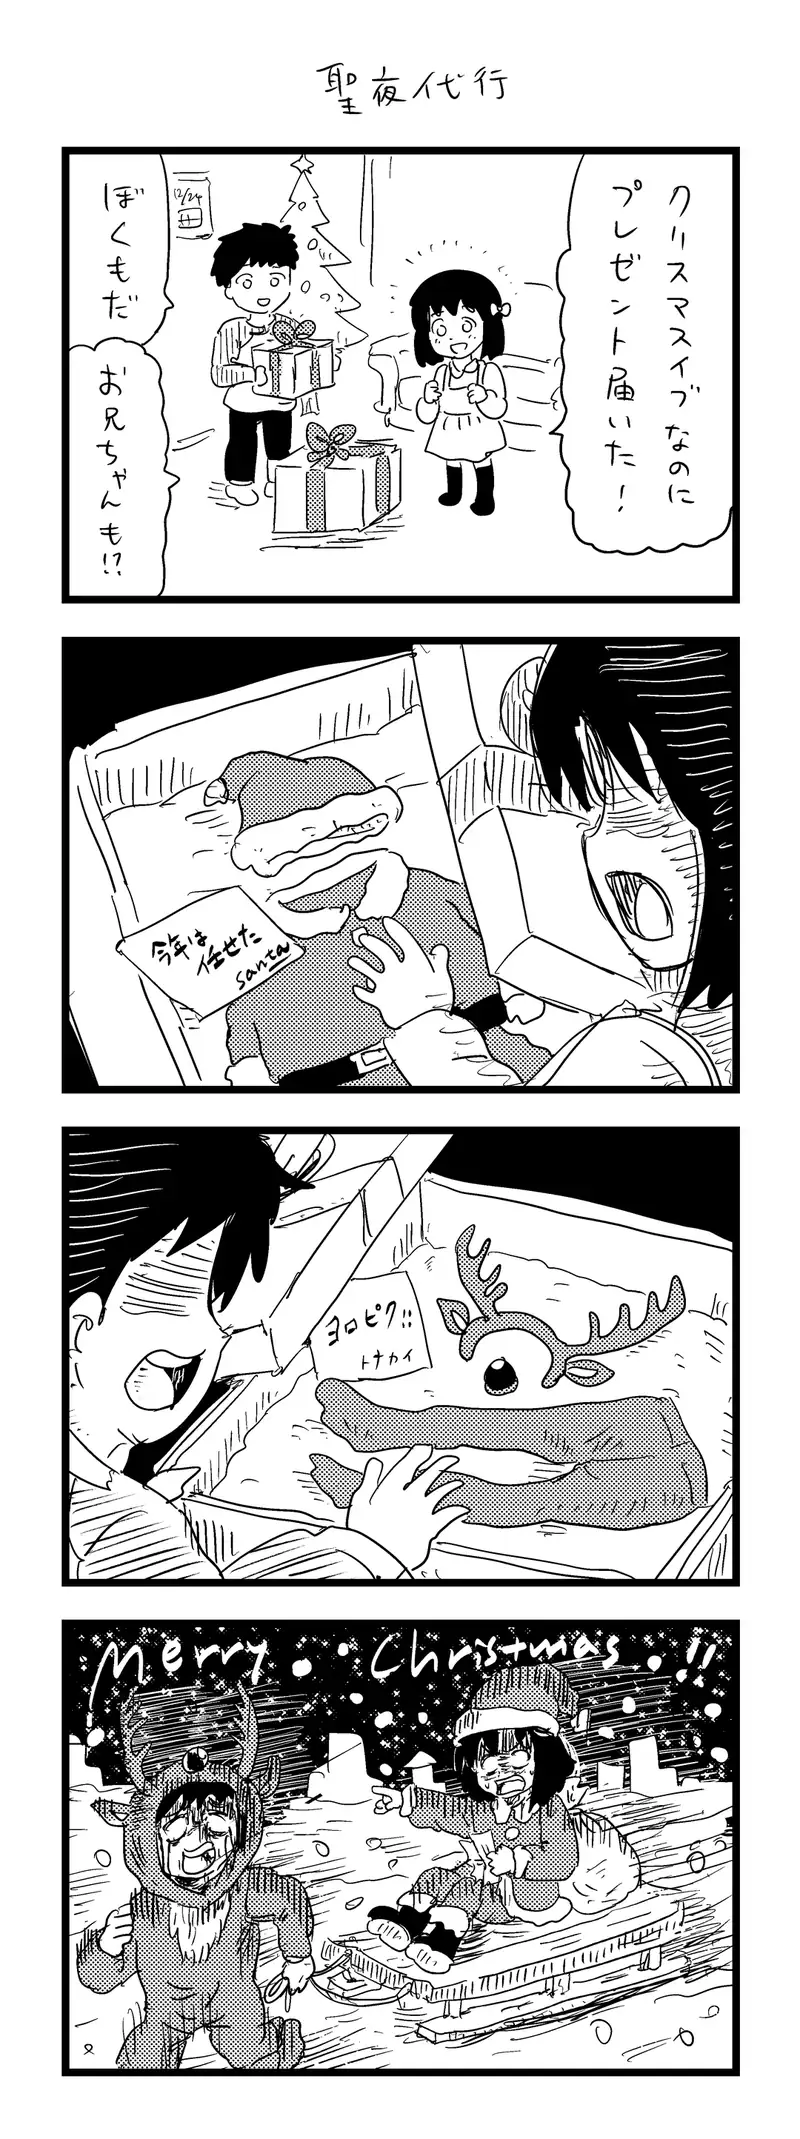 聖夜代行
クリスマスイブなのに
プレゼント届いた!
ぼくもだ
お兄ちゃんも!?
12/24
今年は
任せた
santa
ヨロピク!!
トナカイ
Merry Christmas!!